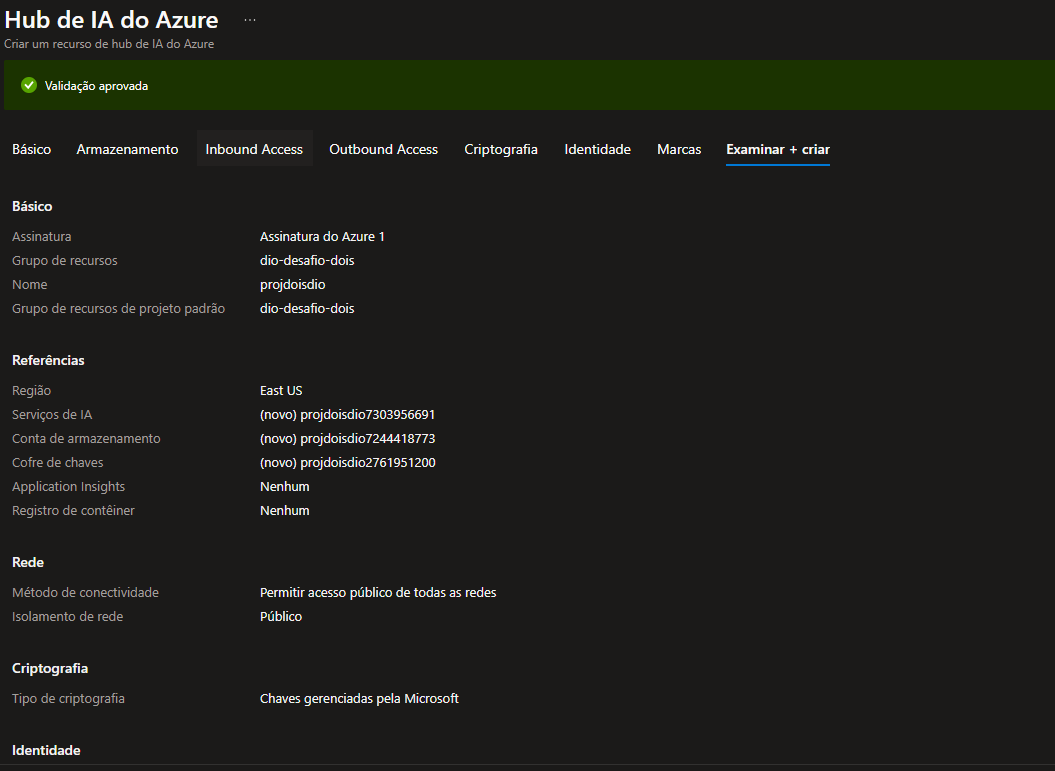 Hub de IA do Azure ...
Criar um recurso de hub de IA do Azure
Validação aprovada
Básico Armazenamento Inbound Access Outbound Access Criptografia Identidade Marcas Examinar + criar
Básico
Assinatura Assinatura do Azure 1
Grupo de recursos dio-desafio-dois
Nome projdoisdio
Grupo de recursos de projeto padrão dio-desafio-dois
Referências
Região East US
Serviços de IA (novo) projdoisdio7303956691
Conta de armazenamento (novo) projdoisdio7244418773
Cofre de chaves (novo) projdoisdio2761951200
Application Insights Nenhum
Registro de contêiner Nenhum
Rede
Método de conectividade Permitir acesso público de todas as redes
Isolamento de rede Público
Criptografia
Tipo de criptografia Chaves gerenciadas pela Microsoft
Identidade